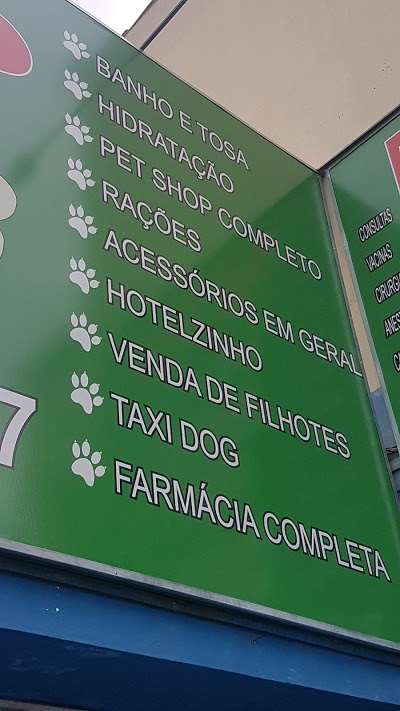 BANHO E TOSA
HIDRATAÇÃO
PET SHOP COMPLETO
RAÇÕES
ACESSÓRIOS EM GERAL
HOTELZINHO
VENDA DE FILHOTES
TAXI DOG
FARMÁCIA COMPLETA
7
CONSULTAS
VACINAS